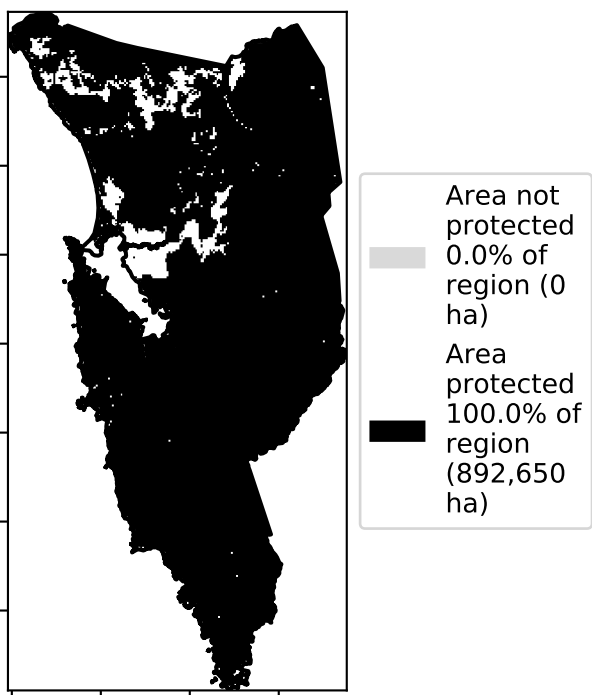 Area not
protected
0.0% of
region (0
ha)
Area
protected
100.0% of
region
(892,650
ha)